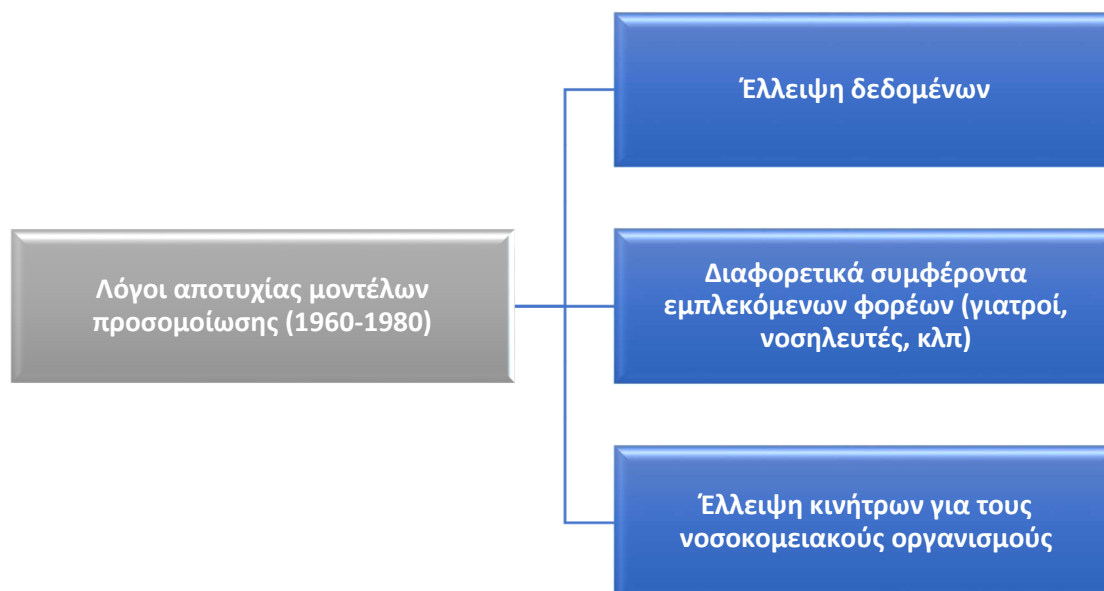 Λόγοι αποτυχίας μοντέλων
προσομοίωσης (1960-1980)
Έλλειψη δεδομένων
Διαφορετικά συμφέροντα
εμπλεκόμενων φορέων (γιατροί,
νοσηλευτές, κλπ)
Έλλειψη κινήτρων για τους
νοσοκομειακούς οργανισμούς